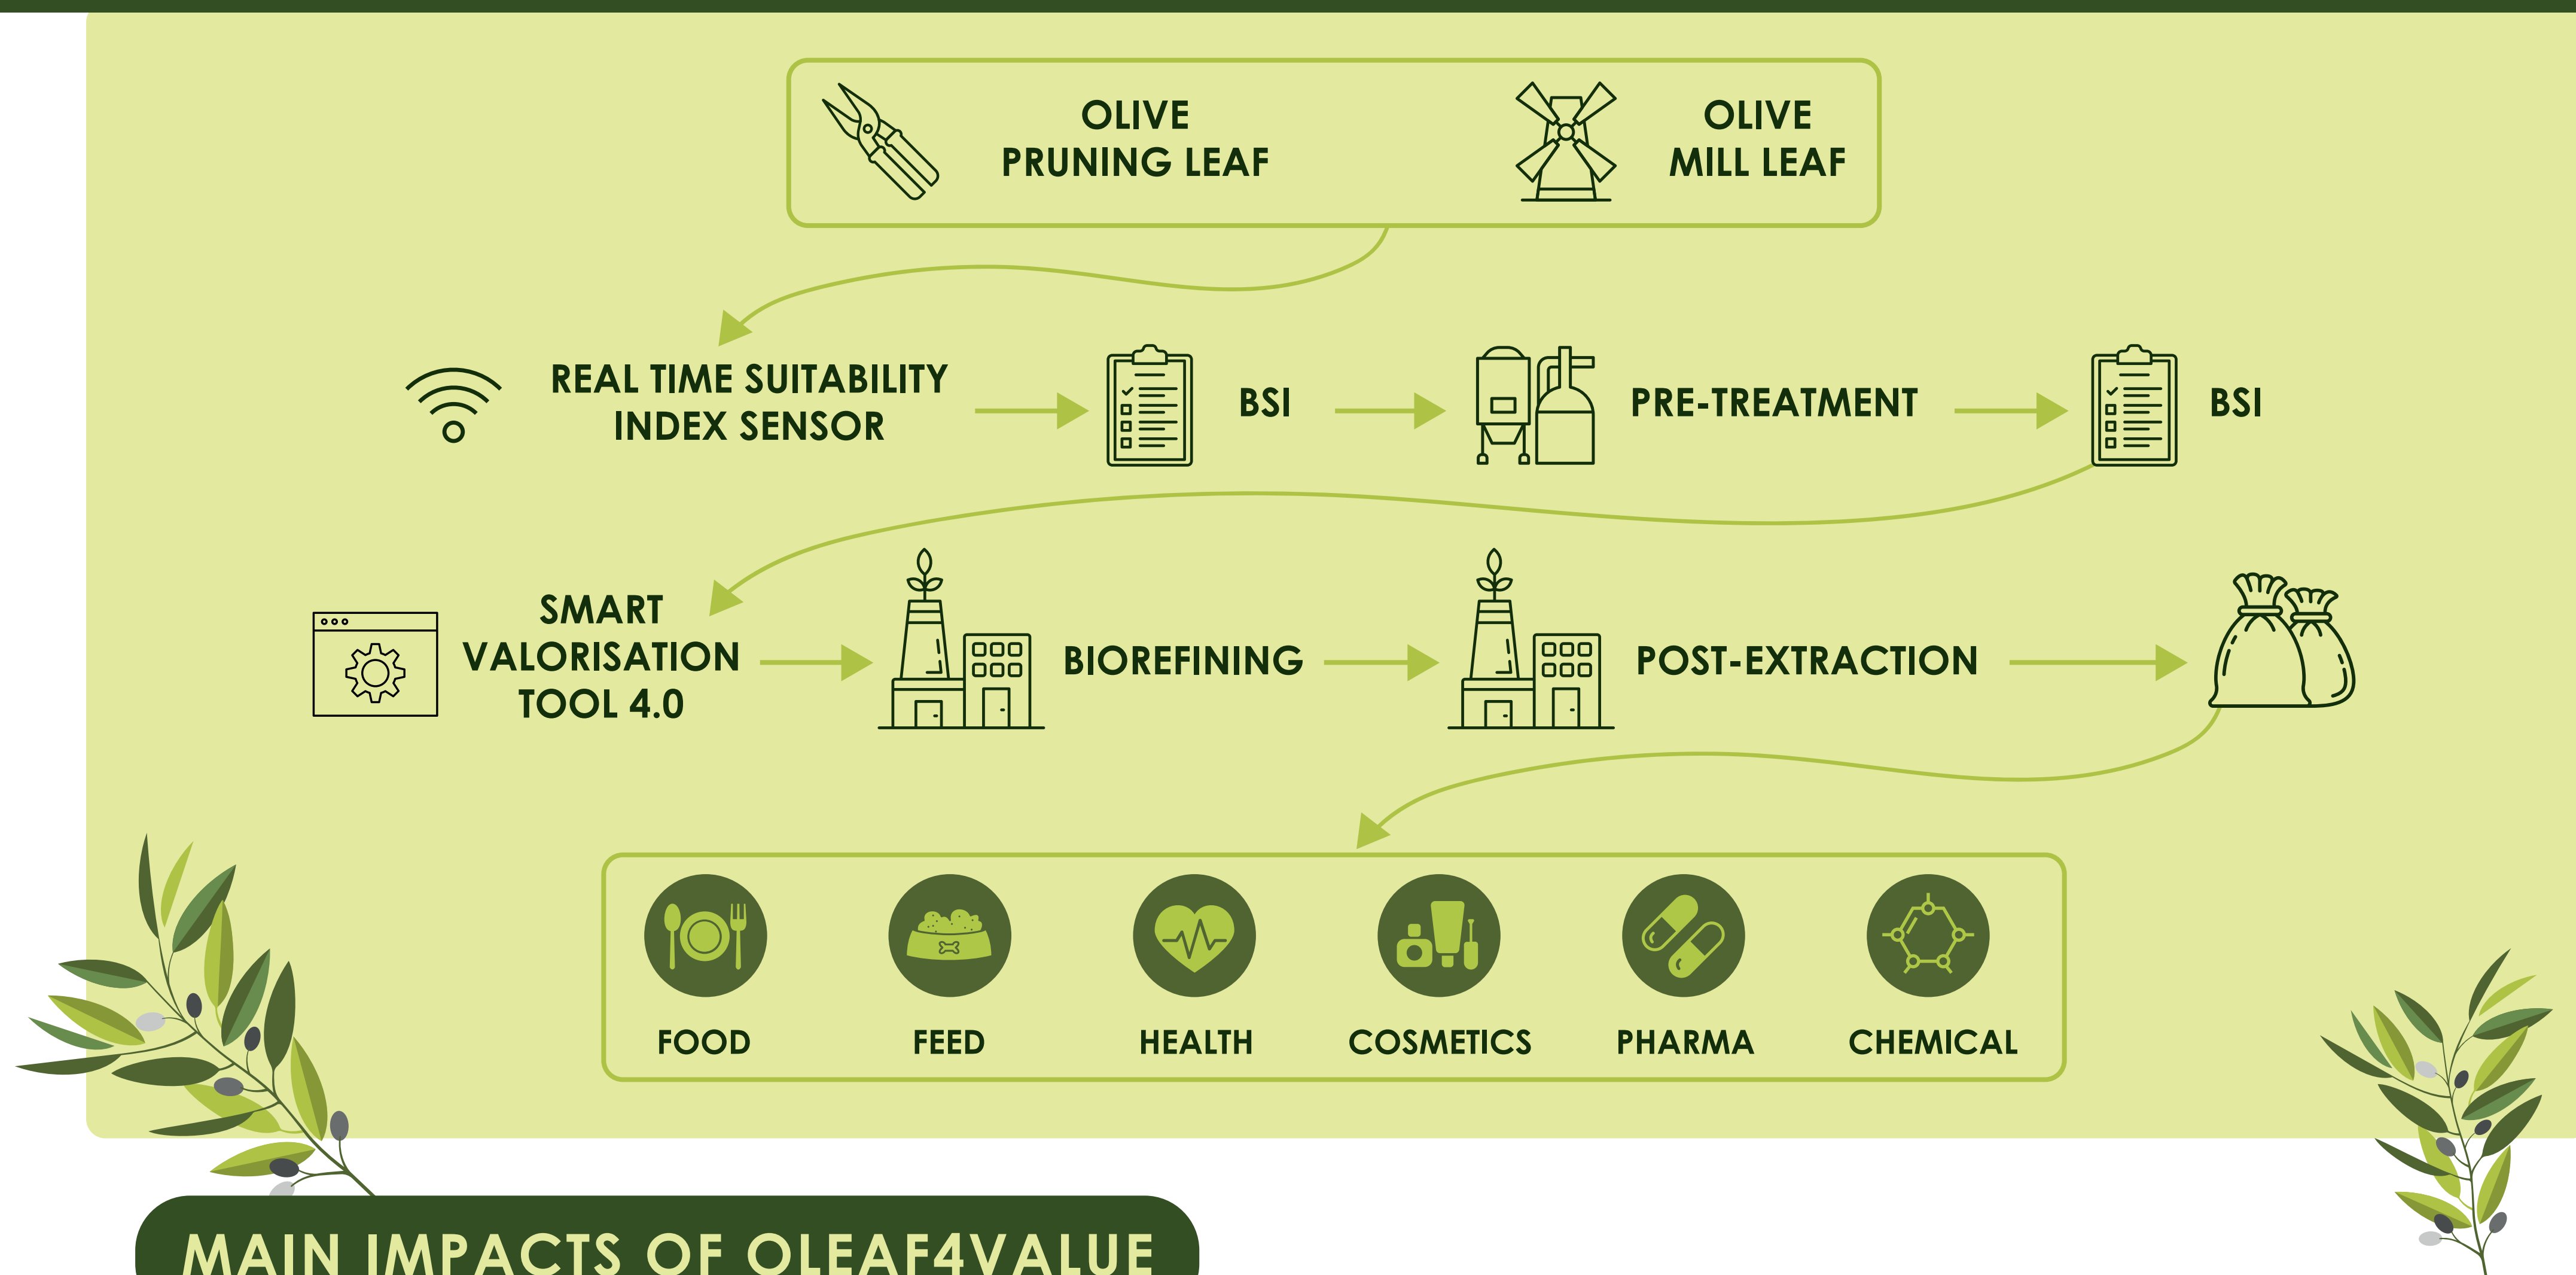 OLIVE
PRUNING LEAF
OLIVE
MILL LEAF
REAL TIME SUITABILITY
INDEX SENSOR
BSI
PRE-TREATMENT
BSI
SMART
VALORISATION
TOOL 4.0
BIOREFINING
POST-EXTRACTION
FOOD
FEED
HEALTH
COSMETICS
PHARMA
CHEMICAL
MAIN IMPACTS OF OLEAF4VALUE